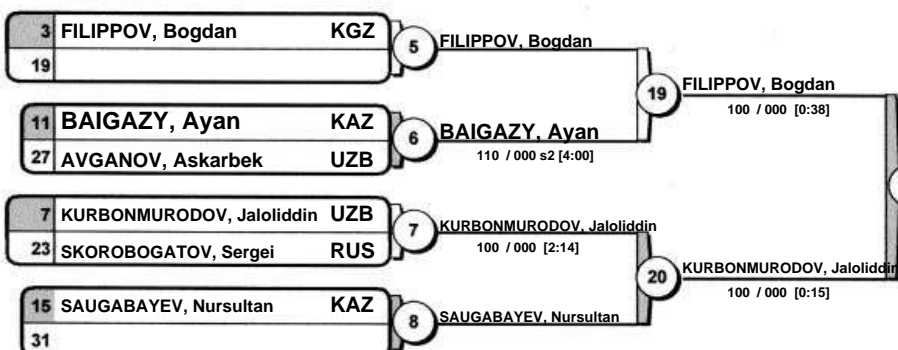 3 FILIPPOV, Bogdan KGZ
19
5
FILIPPOV, Bogdan
11 BAIGAZY, Ayan KAZ
27 AVGANOV, Askarbek UZB
6
BAIGAZY, Ayan
110 / 000 s2 [4:00]
19
FILIPPOV, Bogdan
100 / 000 [0:38]
7 KURBONMURODOV, Jaloliddin UZB
23 SKOROBOGATOV, Sergei RUS
7
KURBONMURODOV, Jaloliddin
100 / 000 [2:14]
15 SAUGABAYEV, Nursultan KAZ
31
8
SAUGABAYEV, Nursultan
20
KURBONMURODOV, Jaloliddin
100 / 000 [0:15]